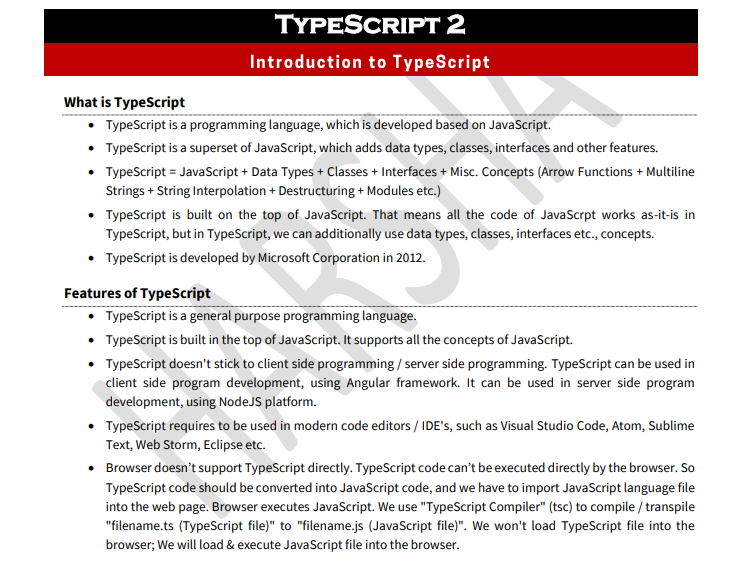 TYPESCRIPT 2
Introduction to TypeScript
What is TypeScript
• TypeScript is a programming language, which is developed based on JavaScript.
• TypeScript is a superset of JavaScript, which adds data types, classes, interfaces and other features.
• TypeScript = JavaScript + Data Types + Classes + Interfaces + Misc. Concepts (Arrow Functions + Multiline
Strings + String Interpolation + Destructuring + Modules etc.)
• TypeScript is built on the top of JavaScript. That means all the code of JavaScrpt works as-it-is in
TypeScript, but in TypeScript, we can additionally use data types, classes, interfaces etc., concepts.
• TypeScript is developed by Microsoft Corporation in 2012.
Features of TypeScript
• TypeScript is a general purpose programming language.
• TypeScript is built in the top of JavaScript. It supports all the concepts of JavaScript.
• TypeScript doesn't stick to client side programming / server side programming. TypeScript can be used in
client side program development, using Angular framework. It can be used in server side program
development, using NodeJS platform.
• TypeScript requires to be used in modern code editors / IDE's, such as Visual Studio Code, Atom, Sublime
Text, Web Storm, Eclipse etc.
• Browser doesn't support TypeScript directly. TypeScript code can't be executed directly by the browser. So
TypeScript code should be converted into JavaScript code, and we have to import JavaScript language file
into the web page. Browser executes JavaScript. We use "TypeScript Compiler" (tsc) to compile / transpile
"filename.ts (TypeScript file)" to "filename.js (JavaScript file)". We won't load TypeScript file into the
browser; We will load & execute JavaScript file into the browser.
HARSHA